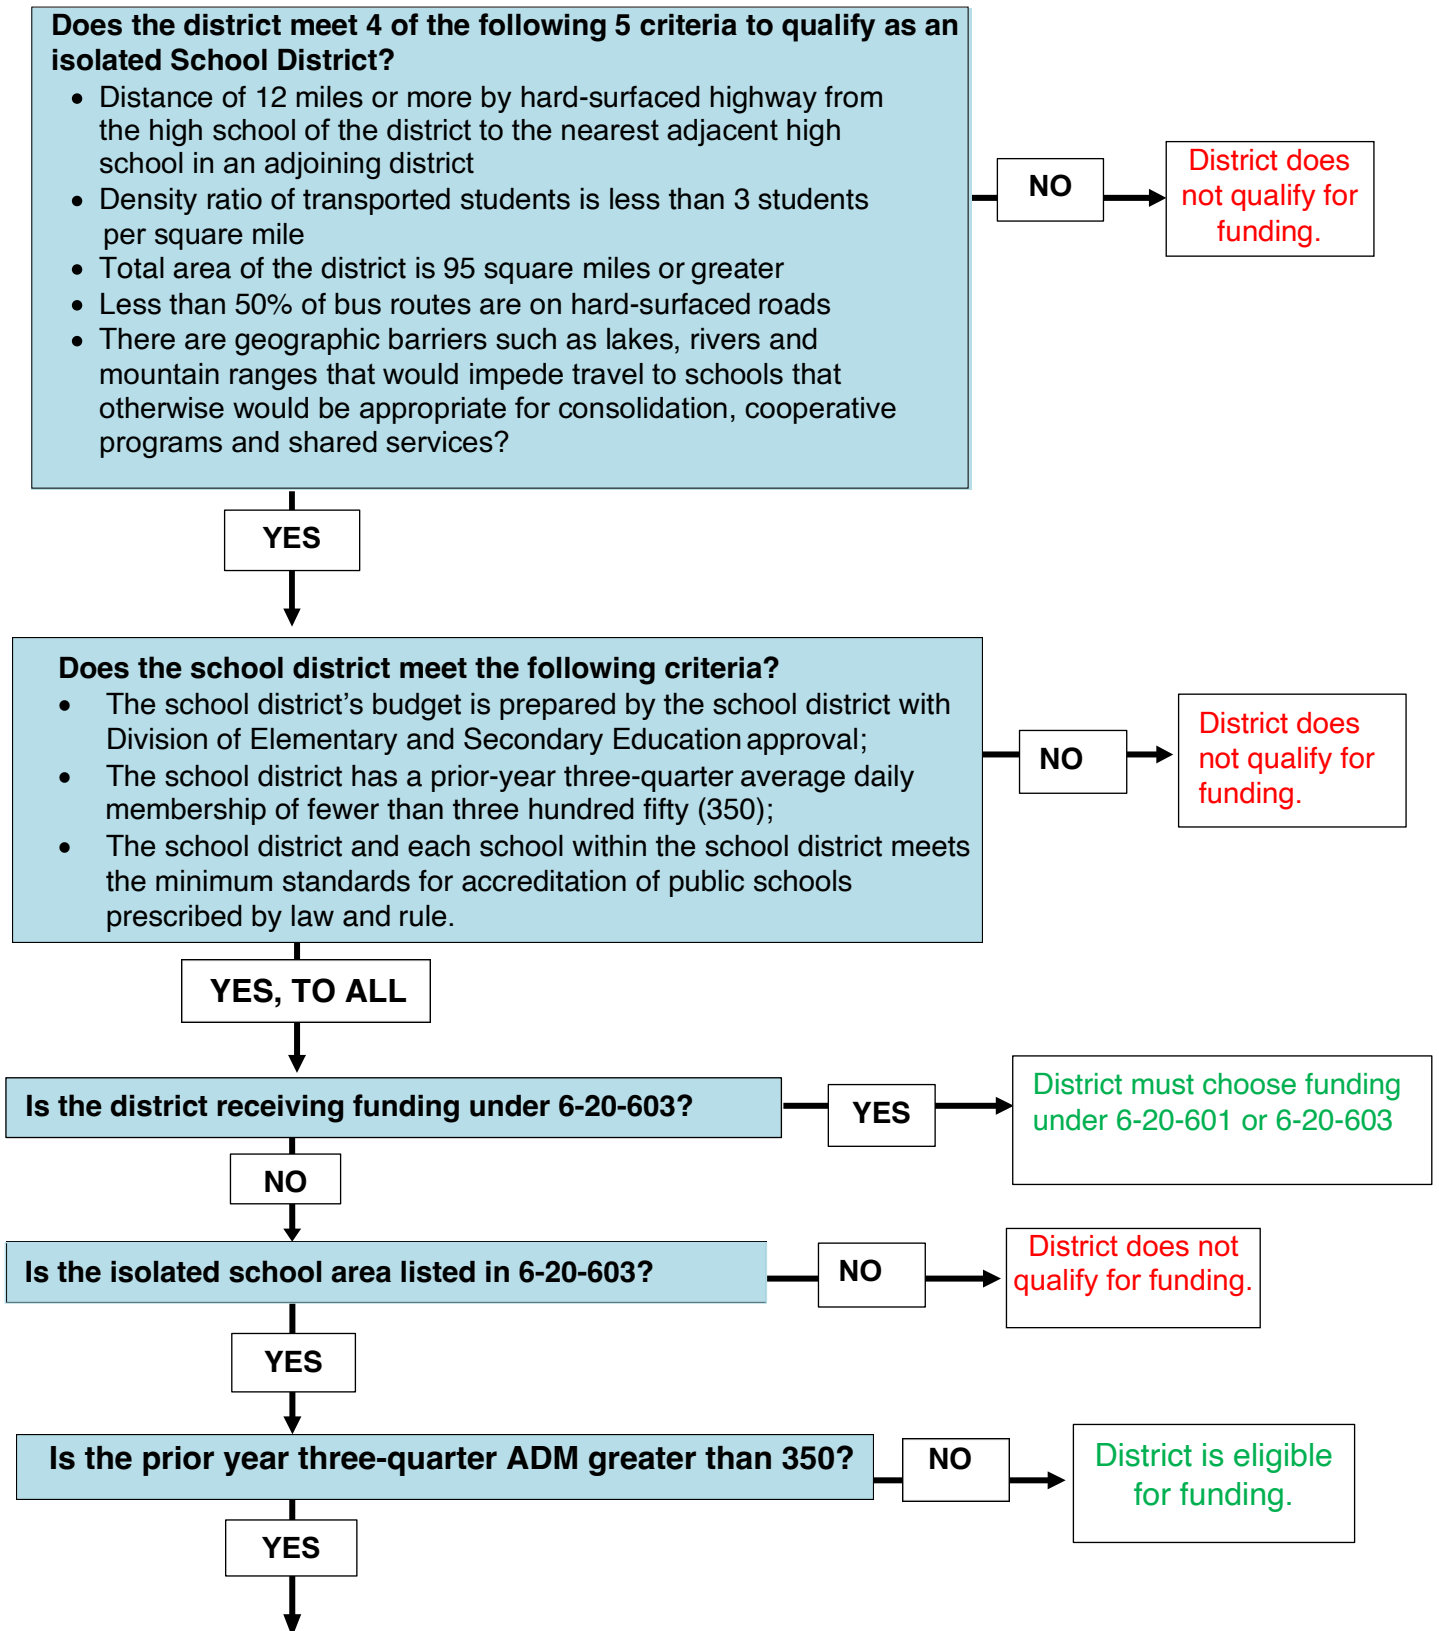 Does the district meet 4 of the following 5 criteria to qualify as an
isolated School District?
• Distance of 12 miles or more by hard-surfaced highway from
the high school of the district to the nearest adjacent high
school in an adjoining district
• Density ratio of transported students is less than 3 students
per square mile
• Total area of the district is 95 square miles or greater
• Less than 50% of bus routes are on hard-surfaced roads
• There are geographic barriers such as lakes, rivers and
mountain ranges that would impede travel to schools that
otherwise would be appropriate for consolidation, cooperative
programs and shared services?
NO
District does
not qualify for
funding.
YES
Does the school district meet the following criteria?
• The school district's budget is prepared by the school district with
Division of Elementary and Secondary Education approval;
• The school district has a prior-year three-quarter average daily
membership of fewer than three hundred fifty (350);
• The school district and each school within the school district meets
the minimum standards for accreditation of public schools
prescribed by law and rule.
NO
District does
not qualify for
funding.
YES, TO ALL
Is the district receiving funding under 6-20-603?
YES
District must choose funding
under 6-20-601 or 6-20-603
NO
Is the isolated school area listed in 6-20-603?
NO
District does not
qualify for funding.
YES
Is the prior year three-quarter ADM greater than 350?
NO
District is eligible
for funding.
YES